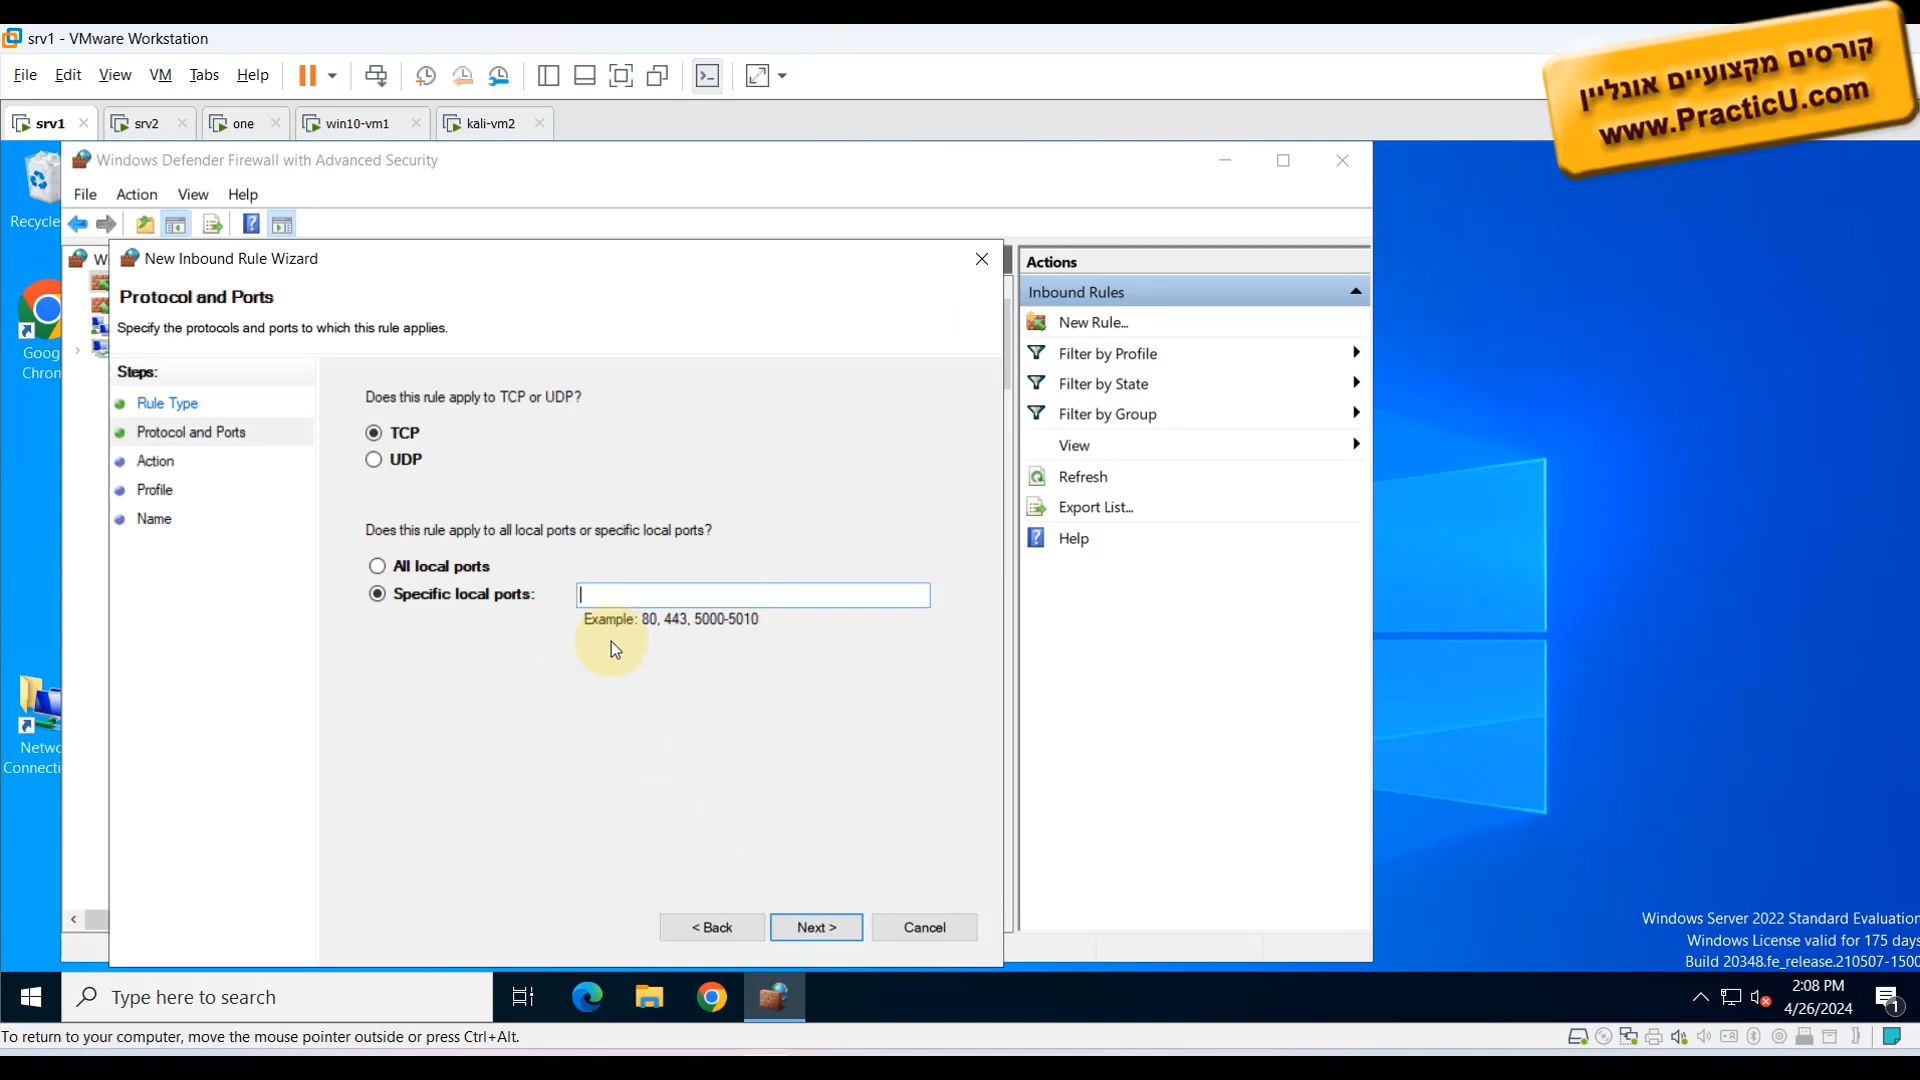 srv1 - VMware Workstation
File Edit View VM Tabs Help
קורסים מקצועיים אונליין
www.PracticU.com
srv1 srv2 one win10-vm1 kali-vm2
Windows Defender Firewall with Advanced Security
File Action View Help
Recycle
Goog
Chron
Netwo
Connecti
W
New Inbound Rule Wizard
Protocol and Ports
Specify the protocols and ports to which this rule applies.
Steps:
Rule Type
Protocol and Ports
Action
Profile
Name
Does this rule apply to TCP or UDP?
TCP
UDP
Does this rule apply to all local ports or specific local ports?
All local ports
Specific local ports:
Example: 80, 443, 5000-5010
< Back Next > Cancel
Actions
Inbound Rules
New Rule...
Filter by Profile
Filter by State
Filter by Group
View
Refresh
Export List...
Help
Windows Server 2022 Standard Evaluation
Windows License valid for 175 days
Build 20348.fe_release.210507-1500
Type here to search
2:08 PM
4/26/2024
1
To return to your computer, move the mouse pointer outside or press Ctrl+Alt.